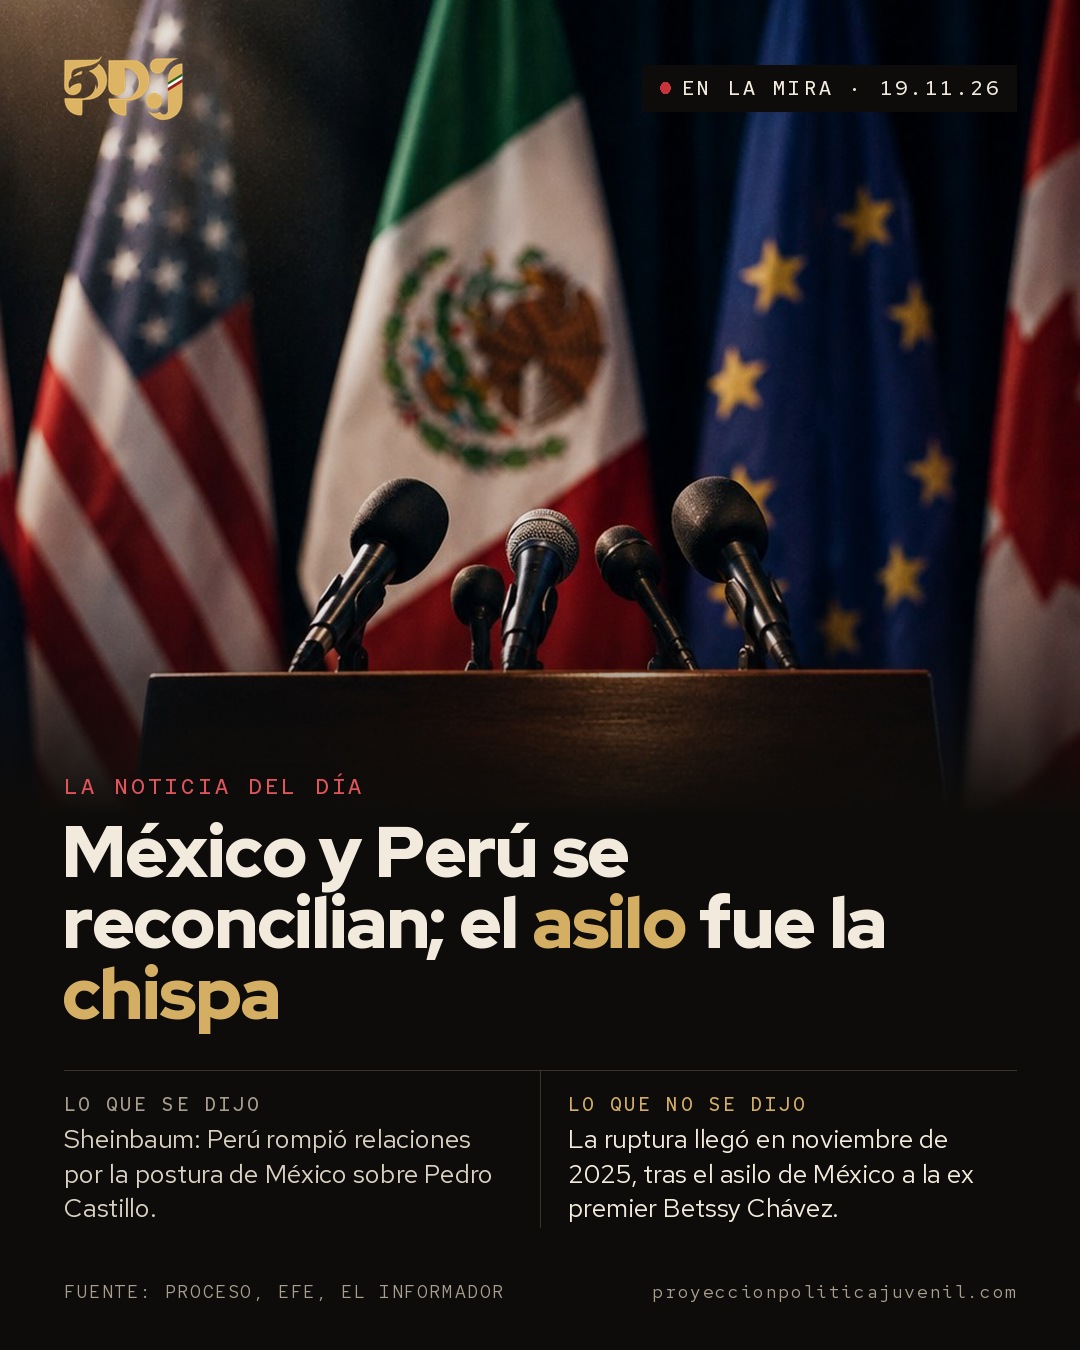 PPJ
EN LA MIRA · 19.11.26
LA NOTICIA DEL DÍA
México y Perú se
reconcilian; el asilo fue la
chispa
LO QUE SE DIJO
Sheinbaum: Perú rompió relaciones
por la postura de México sobre Pedro
Castillo.
LO QUE NO SE DIJO
La ruptura llegó en noviembre de
2025, tras el asilo de México a la ex
premier Betssy Chávez.
FUENTE: PROCESO, EFE, EL INFORMADOR
proyeccionpoliticajuvenil.com